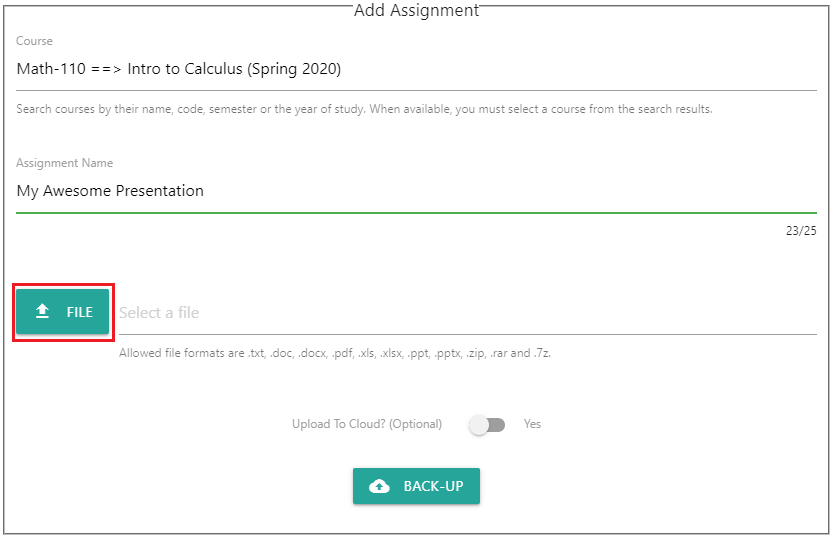 Add Assignment
Course
Math-110 ==> Intro to Calculus (Spring 2020)
Search courses by their name, code, semester or the year of study. When available, you must select a course from the search results.
Assignment Name
My Awesome Presentation
23/25
FILE
Select a file
Allowed file formats are .txt, .doc, .docx, .pdf, .xls, .xlsx, .ppt, .pptx, .zip, .rar and .7z.
Upload To Cloud? (Optional) Yes
BACK-UP